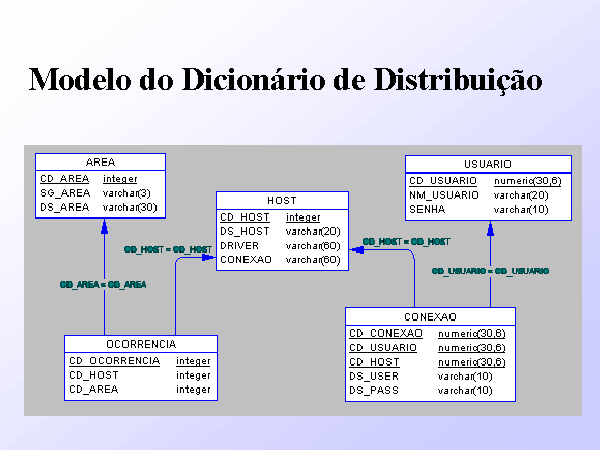 Modelo do Dicionário de Distribuição
AREA
CD_AREA integer
SG_AREA varchar(3)
DS_AREA varchar(30)
HOST
CD_HOST integer
DS_HOST varchar(20)
DRIVER varchar(60)
CONEXAO varchar(60)
USUARIO
CD_USUARIO numeric(30,6)
NM_USUARIO varchar(20)
SENHA varchar(10)
CD_HOST = CD_HOST
CD_HOST = CD_HOST
CD_AREA = CD_AREA
CD_USUARIO = CD_USUARIO
OCORRENCIA
CD_OCORRENCIA integer
CD_HOST integer
CD_AREA integer
CONEXAO
CD_CONEXAO numeric(30,6)
CD_USUARIO numeric(30,6)
CD_HOST numeric(30,6)
DS_USER varchar(10)
DS_PASS varchar(10)